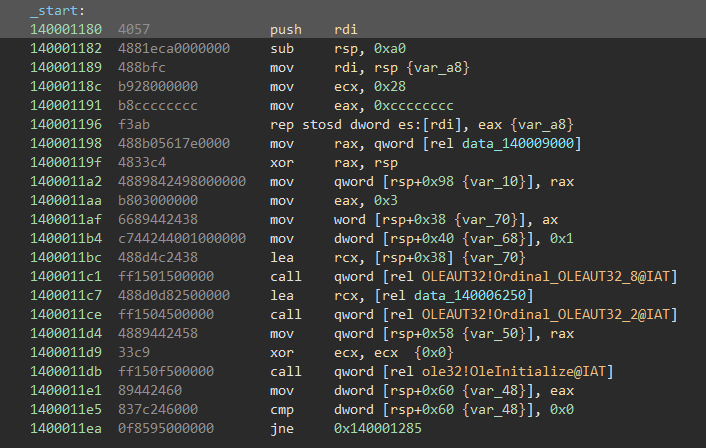 _start:
140001180 4057 push rdi
140001182 4881eca0000000 sub rsp, 0xa0
140001189 488bfc mov rdi, rsp {var_a8}
14000118c b928000000 mov ecx, 0x28
140001191 b8cccccccc mov eax, 0xcccccccc
140001196 f3ab rep stosd dword es:[rdi], eax {var_a8}
140001198 488b05617e0000 mov rax, qword [rel data_140009000]
14000119f 4833c4 xor rax, rsp
1400011a2 4889842498000000 mov qword [rsp+0x98 {var_10}], rax
1400011aa b803000000 mov eax, 0x3
1400011af 6689442438 mov word [rsp+0x38 {var_70}], ax
1400011b4 c744244001000000 mov dword [rsp+0x40 {var_68}], 0x1
1400011bc 488d4c2438 lea rcx, [rsp+0x38] {var_70}
1400011c1 ff1501500000 call qword [rel OLEAUT32!Ordinal_OLEAUT32_8@IAT]
1400011c7 488d0d82500000 lea rcx, [rel data_140006250]
1400011ce ff1504500000 call qword [rel OLEAUT32!Ordinal_OLEAUT32_2@IAT]
1400011d4 4889442458 mov qword [rsp+0x58 {var_50}], rax
1400011d9 33c9 xor ecx, ecx {0x0}
1400011db ff150f500000 call qword [rel ole32!OleInitialize@IAT]
1400011e1 89442460 mov dword [rsp+0x60 {var_48}], eax
1400011e5 837c246000 cmp dword [rsp+0x60 {var_48}], 0x0
1400011ea 0f8595000000 jne 0x140001285